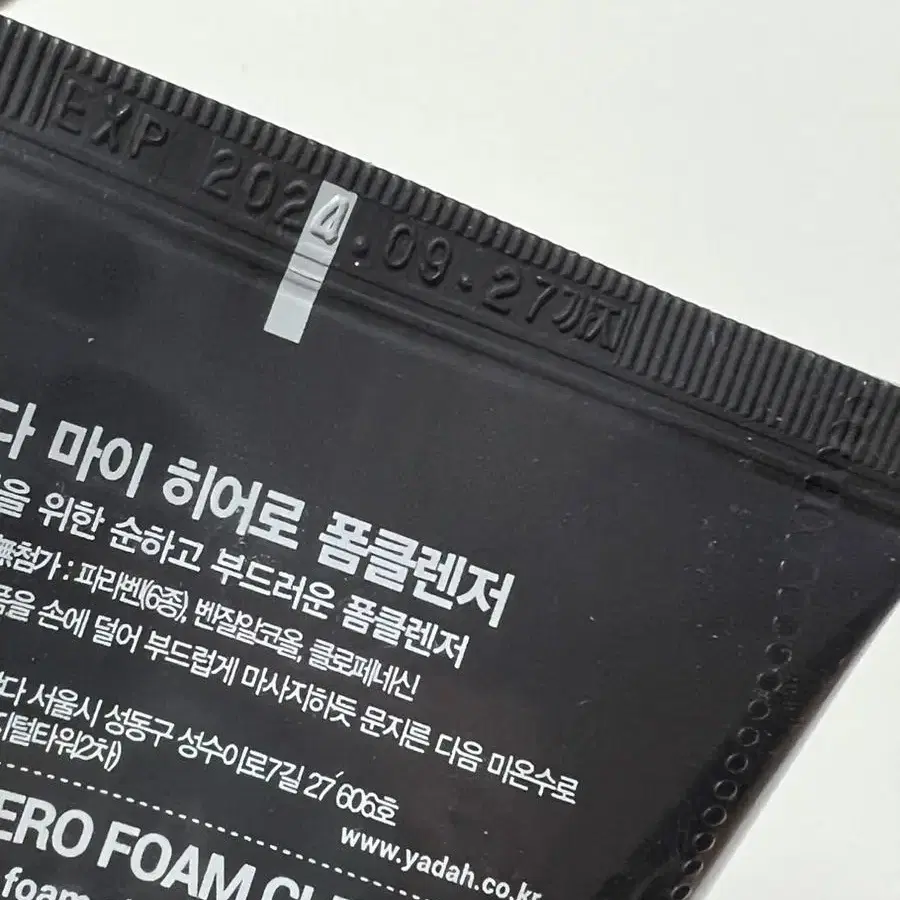 EXP 2024.09.27까지
다 마이 히어로 폼클렌저
을 위한 순하고 부드러운 폼클렌저
無첨가 : 파라벤(6종), 벤질알코올, 클로페네신
품을 손에 덜어 부드럽게 마사지하듯 문지른 다음 미온수로
다 서울시 성동구 성수이로7길 27 606호
지털타워2차)
www.yadah.co.kr
ERO FOAM CLE
foam